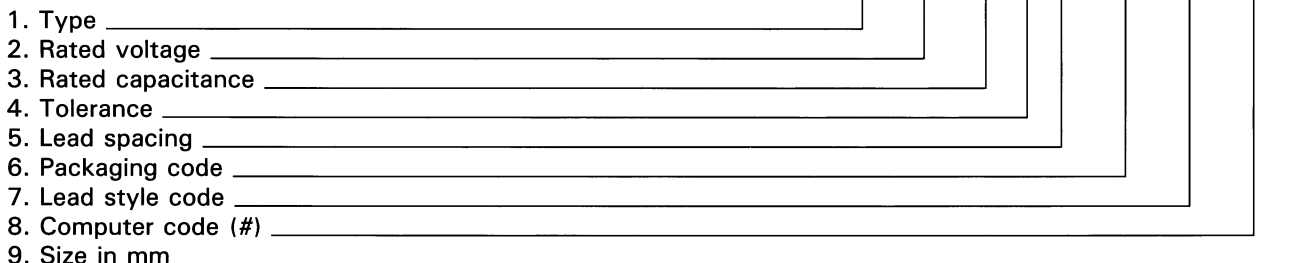 1. Type
2. Rated voltage
3. Rated capacitance
4. Tolerance
5. Lead spacing
6. Packaging code
7. Lead style code
8. Computer code (#)
9. Size in mm